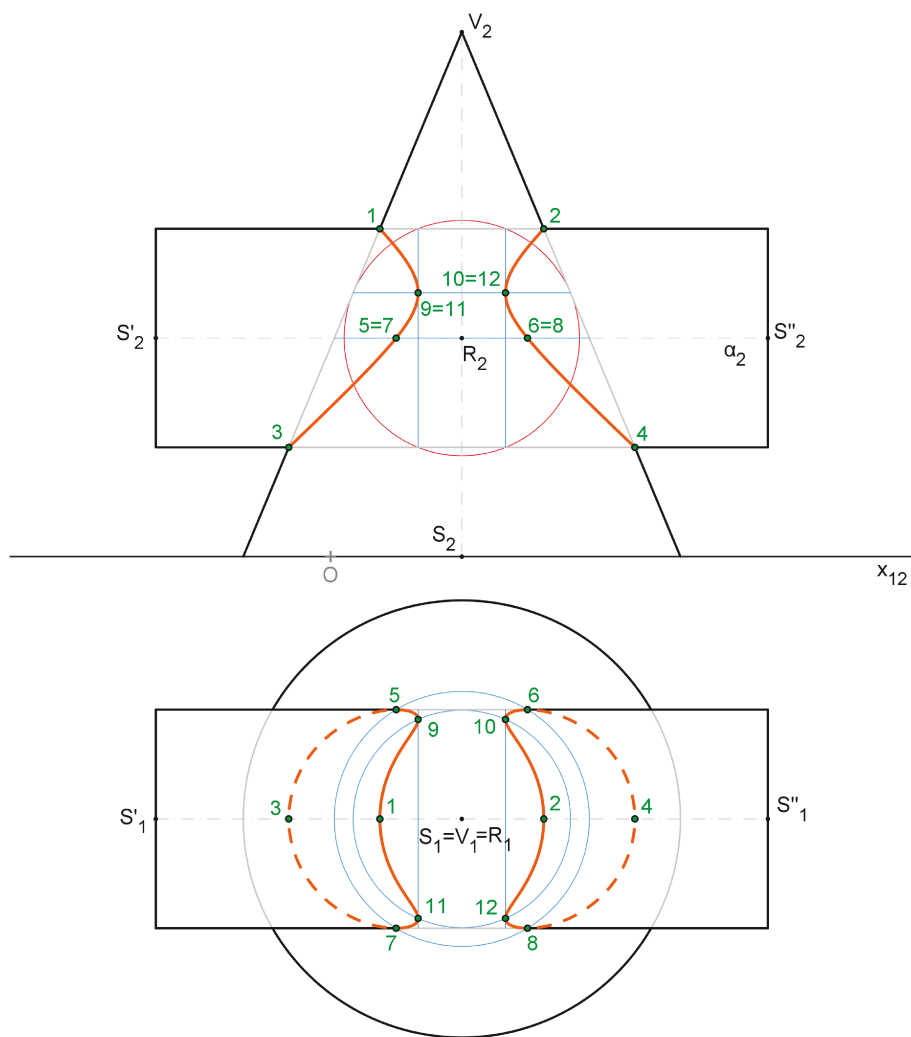 V₂
1 2
10=12
9=11
5=7 6=8
S'₂ R₂ α₂ S''₂
3 4
S₂
O x₁₂
5 6
9 10
3 1 2 4
S'₁ S₁=V₁=R₁ S''₁
11 12
7 8